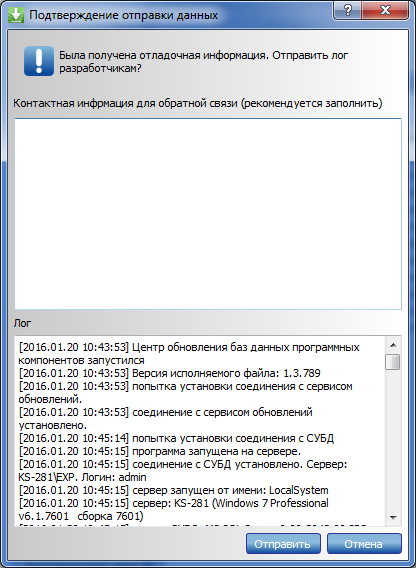 Подтверждение отправки данных
Была получена отладочная информация. Отправить лог
разработчикам?
Контактная инфрмация для обратной связи (рекомендуется заполнить)
Лог
[2016.01.20 10:43:53] Центр обновления баз данных программных
компонентов запустился
[2016.01.20 10:43:53] Версия исполняемого файла: 1.3.789
[2016.01.20 10:43:53] попытка установки соединения с сервисом
обновлений.
[2016.01.20 10:43:53] соединение с сервисом обновлений
установлено.
[2016.01.20 10:45:14] попытка установки соединения с СУБД
[2016.01.20 10:45:15] программа запущена на сервере.
[2016.01.20 10:45:15] соединение с СУБД установлено. Сервер:
KS-281\EXP. Логин: admin
[2016.01.20 10:45:15] сервер запущен от имени: LocalSystem
[2016.01.20 10:45:15] сервер: KS-281 (Windows 7 Professional
v6.1.7601 сборка 7601)
Отправить Отмена